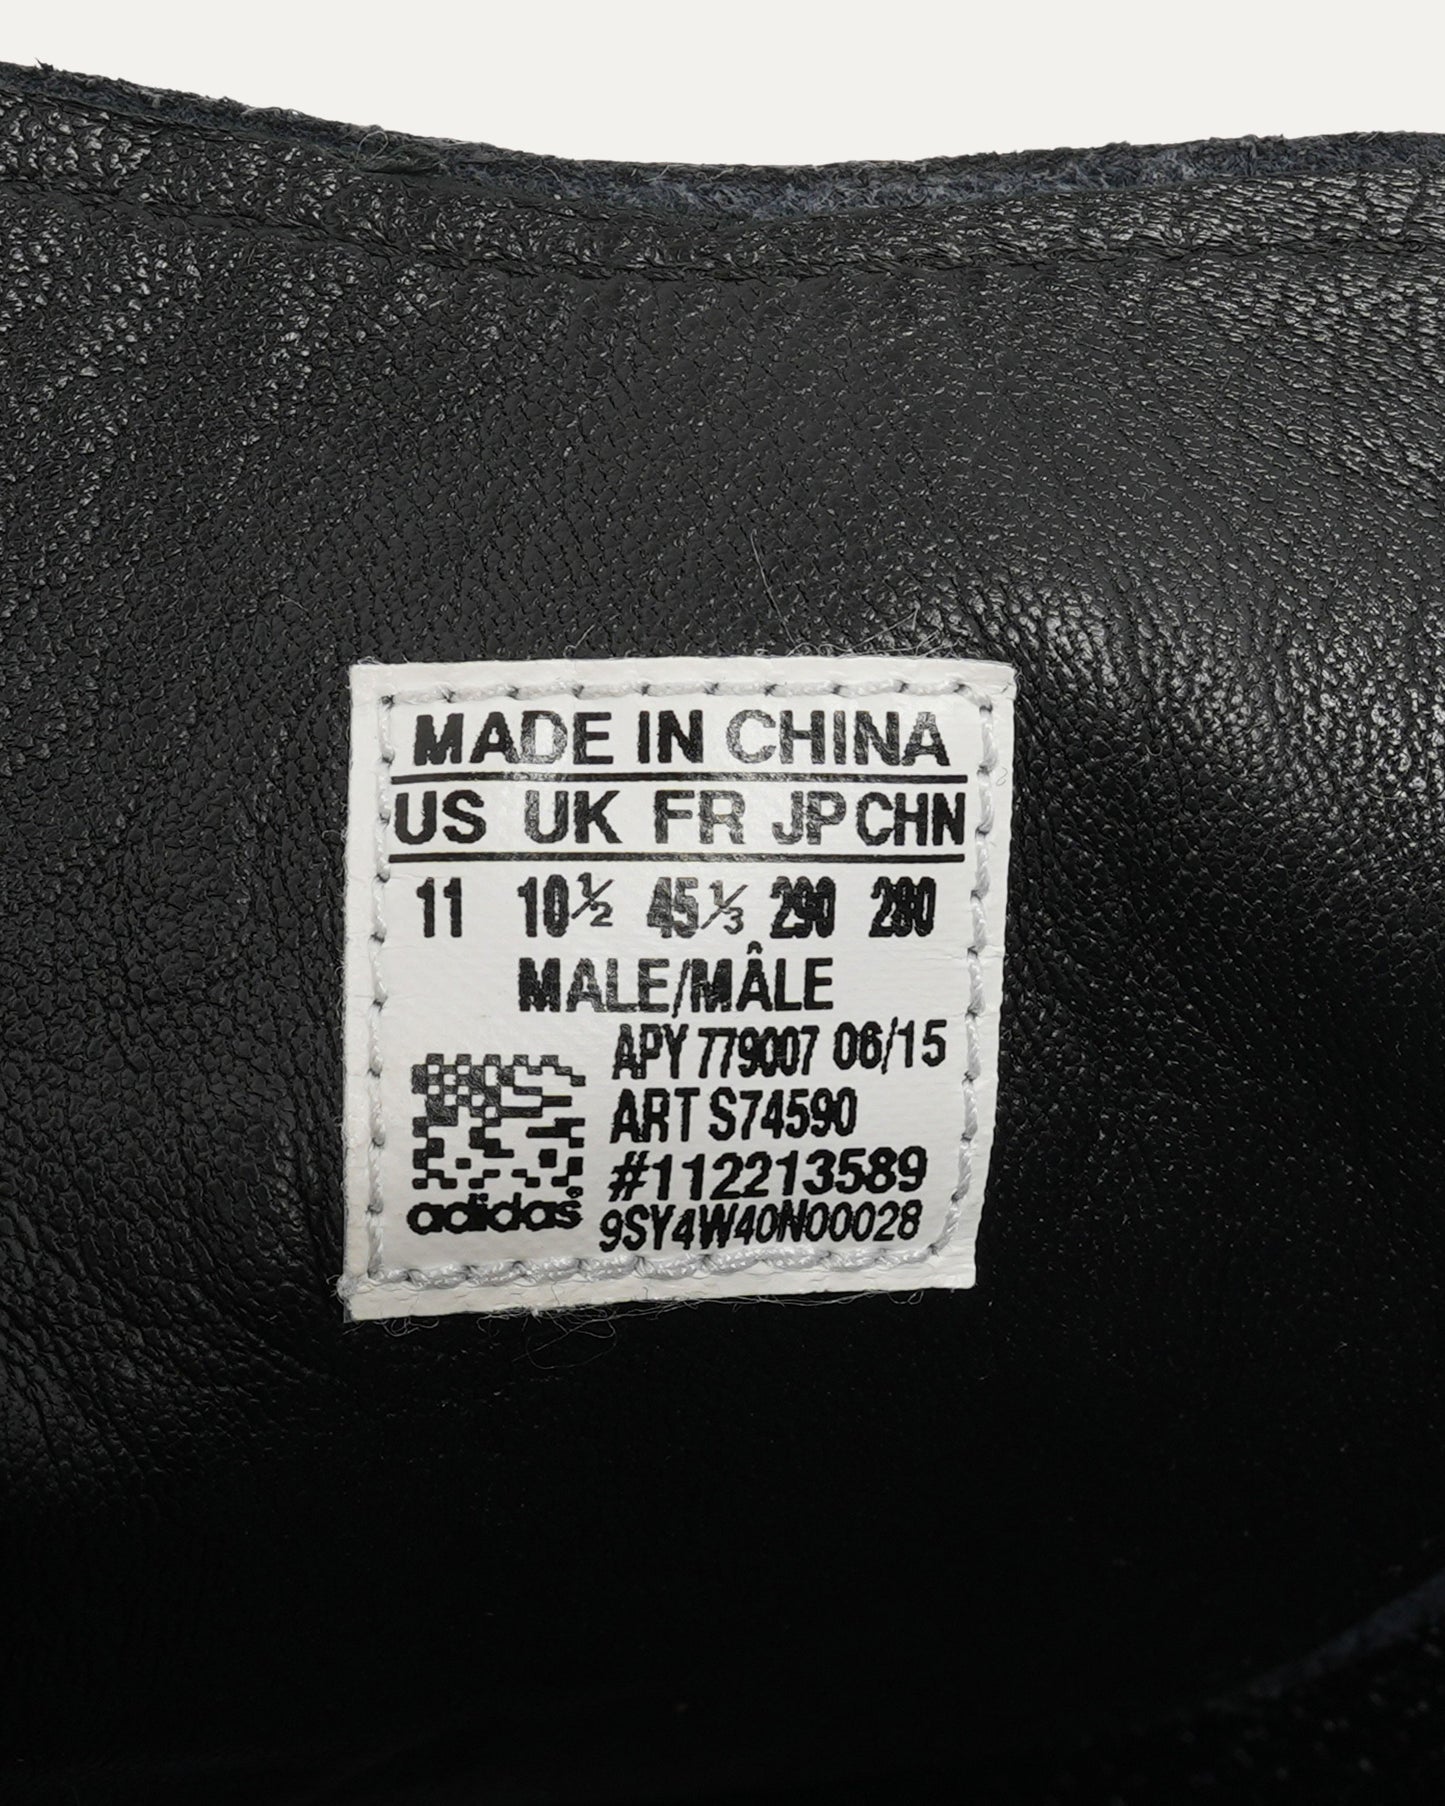 MADE IN CHINA
US UK FR JP CHN
11 10½ 45⅓ 290 280
MALE/MÂLE
APY 779007 06/15
ART S74590
#112213589
9SY4W40N00028
adidas®